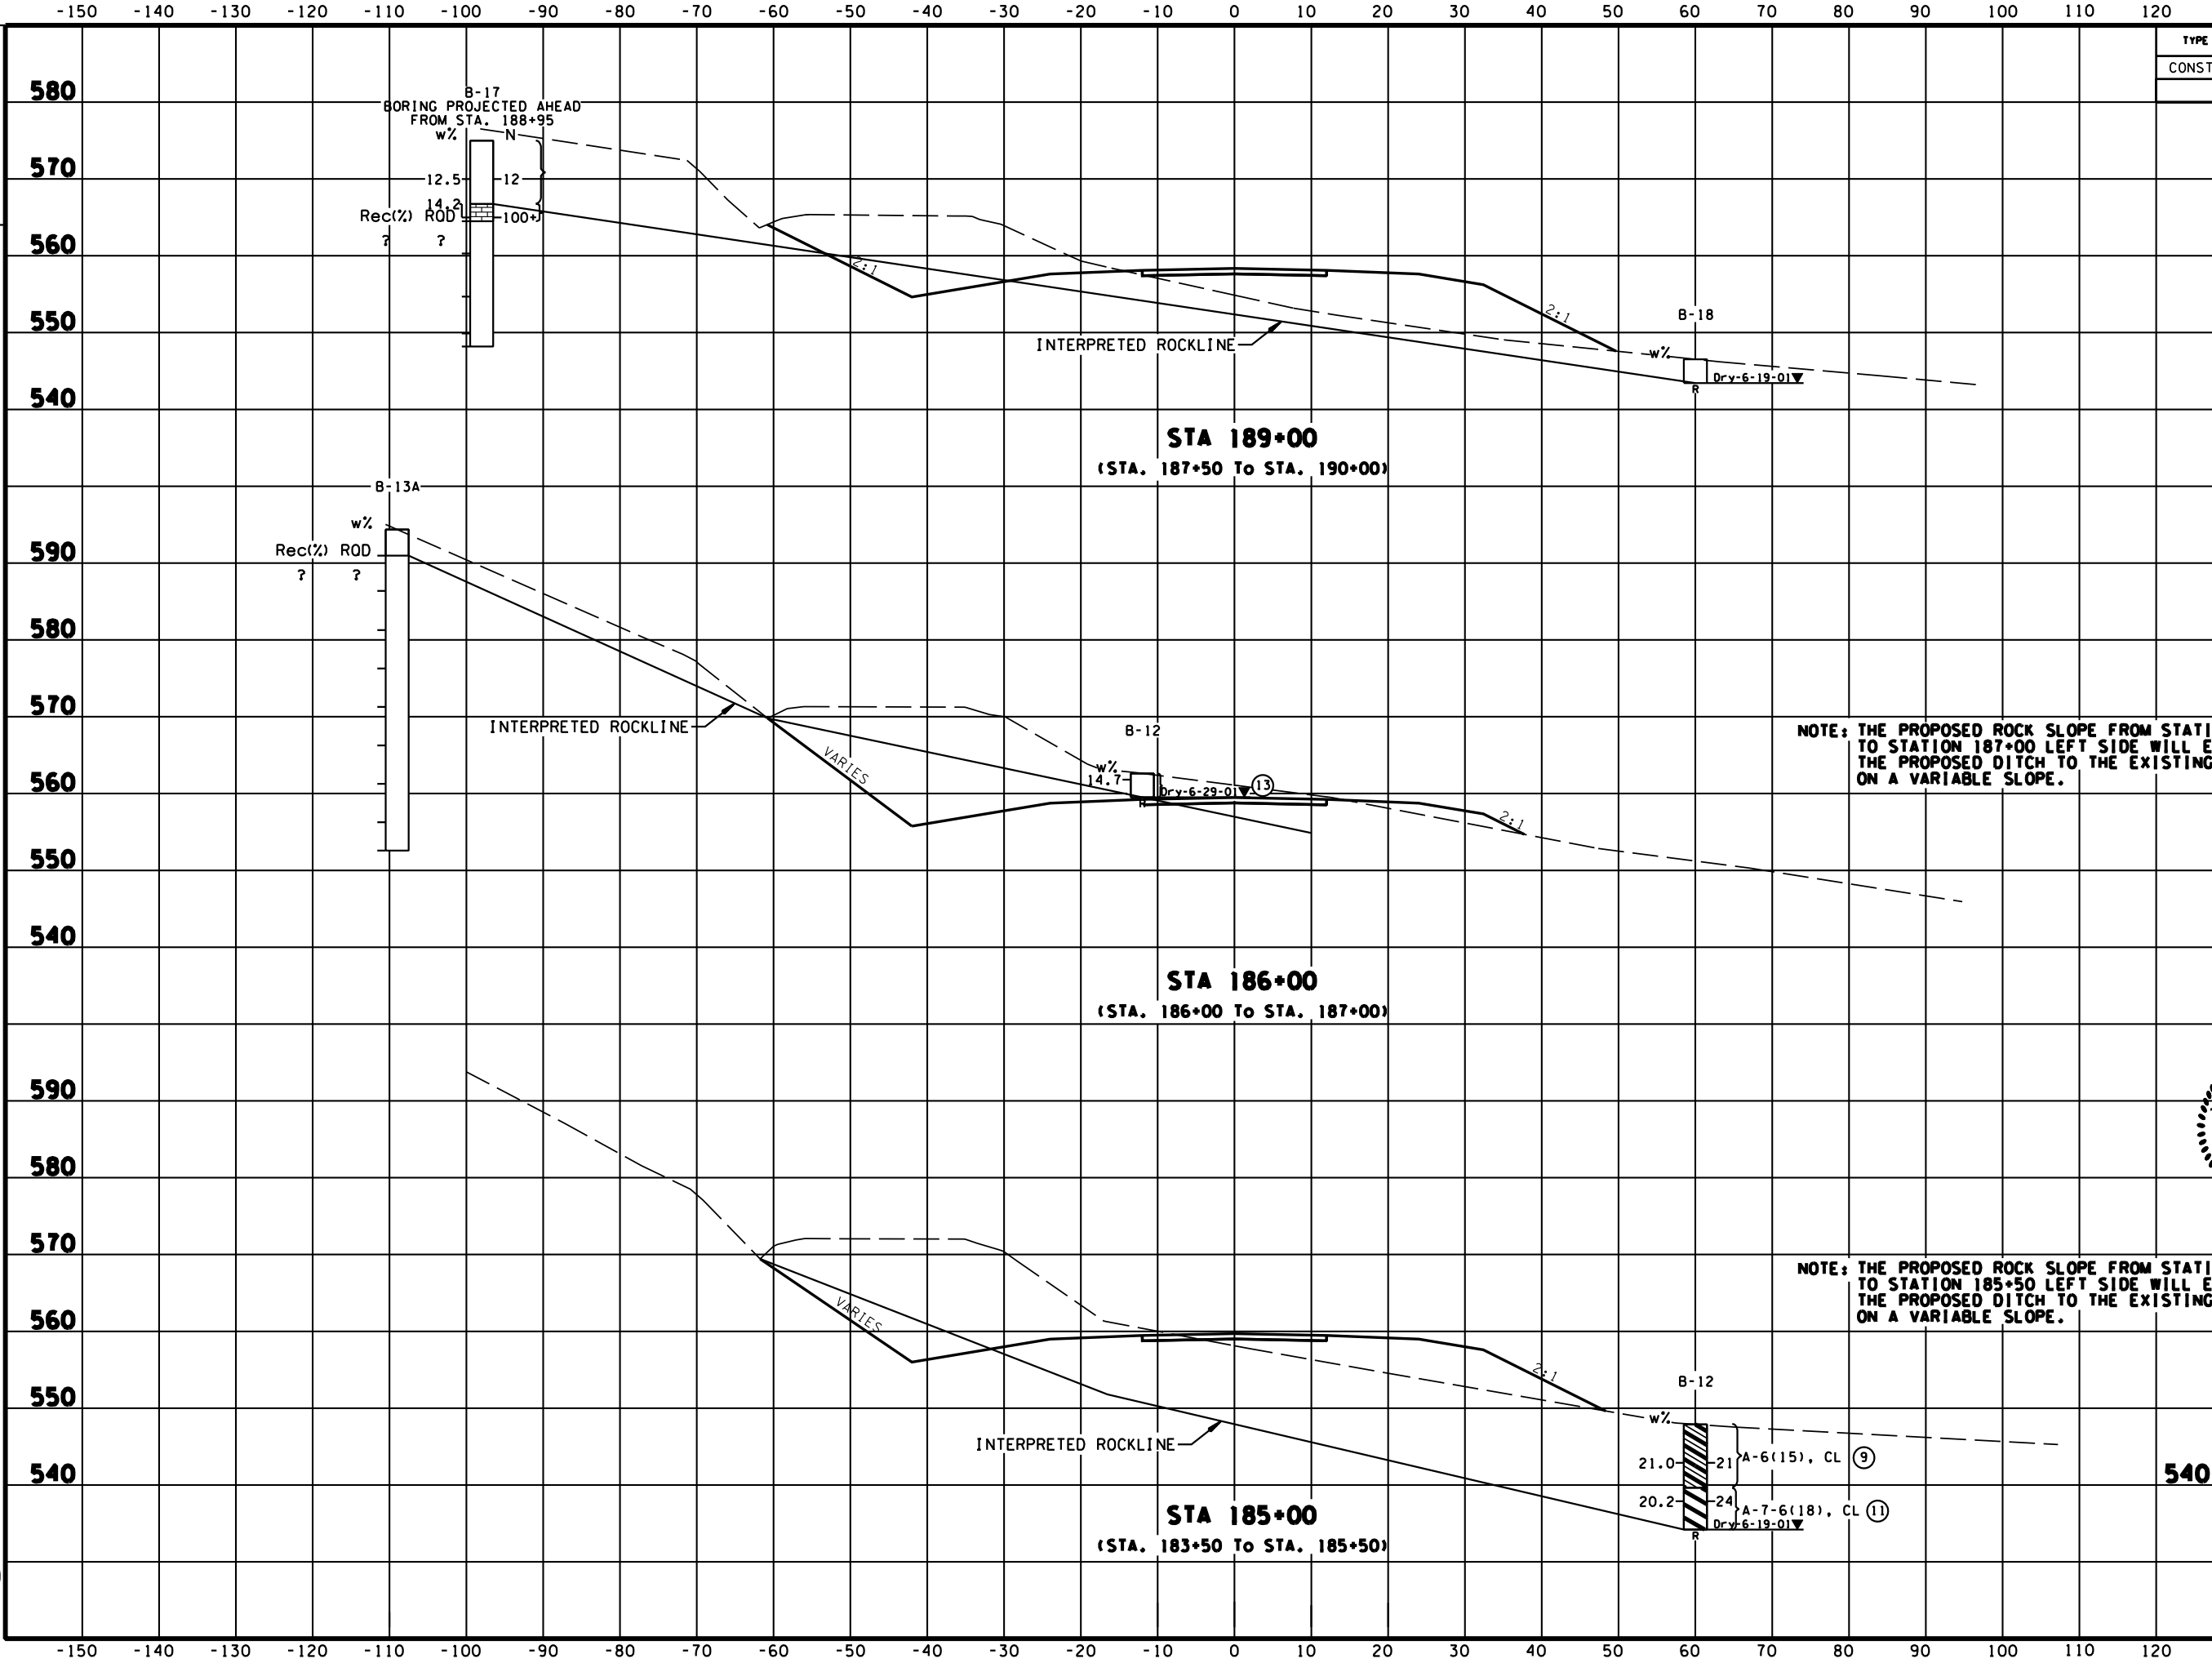 -150 -140 -130 -120 -110 -100 -90 -80 -70 -60 -50 -40 -30 -20 -10 0 10 20 30 40 50 60 70 80 90 100 110 120
TYPE
CONST
580
B-17
BORING PROJECTED AHEAD
FROM STA. 188+95
w% N
570
12.5 12
14.2
Rec(%) RQD 100+
? ?
560
2:1
2:1
550
B-18
INTERPRETED ROCKLINE
w%
Dry-6-19-01
R
540
STA 189+00
(STA. 187+50 To STA. 190+00)
B-13A
w%
590
Rec(%) RQD
? ?
580
570
INTERPRETED ROCKLINE
B-12
NOTE: THE PROPOSED ROCK SLOPE FROM STATI
TO STATION 187+00 LEFT SIDE WILL E
THE PROPOSED DITCH TO THE EXISTING
ON A VARIABLE SLOPE.
VARIES
w%
14.7
13
Dry-6-29-01
R
560
2:1
550
540
STA 186+00
(STA. 186+00 To STA. 187+00)
590
580
570
NOTE: THE PROPOSED ROCK SLOPE FROM STATI
TO STATION 185+50 LEFT SIDE WILL E
THE PROPOSED DITCH TO THE EXISTING
ON A VARIABLE SLOPE.
VARIES
560
2:1
B-12
550
w%
INTERPRETED ROCKLINE
21.0 21 A-6(15), CL 9
540 540
20.2 24 A-7-6(18), CL 11
Dry-6-19-01
R
STA 185+00
(STA. 183+50 To STA. 185+50)
-150 -140 -130 -120 -110 -100 -90 -80 -70 -60 -50 -40 -30 -20 -10 0 10 20 30 40 50 60 70 80 90 100 110 120